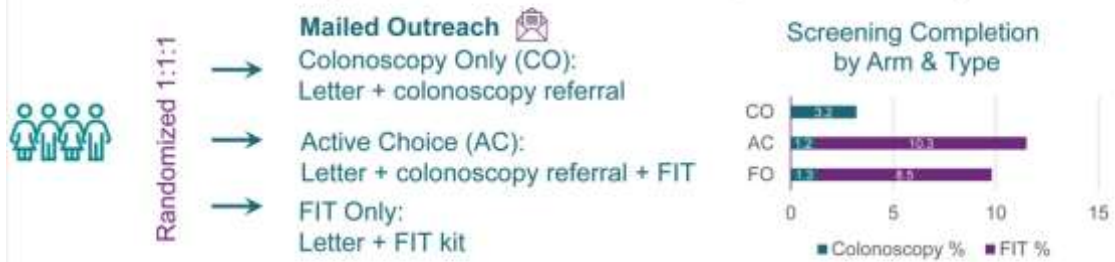 Randomized 1:1:1
Mailed Outreach
Colonoscopy Only (CO):
Letter + colonoscopy referral
Active Choice (AC):
Letter + colonoscopy referral + FIT
FIT Only:
Letter + FIT kit
Screening Completion
by Arm & Type
CO 3.2
AC 1.2 10.3
FO 1.3 8.5
0 5 10 15
Colonoscopy % FIT %